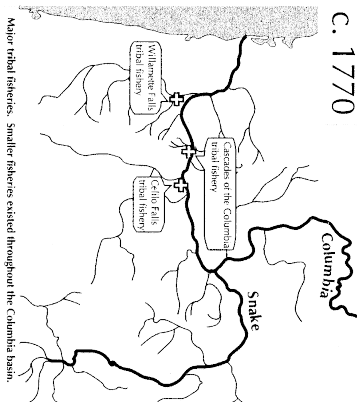 c. 1770
Columbia
Snake
Cascades of the Columbia
tribal fishery
Willamette Falls
tribal fishery
Celilo Falls
tribal fishery
Major tribal fisheries. Smaller fisheries existed throughout the Columbia basin.